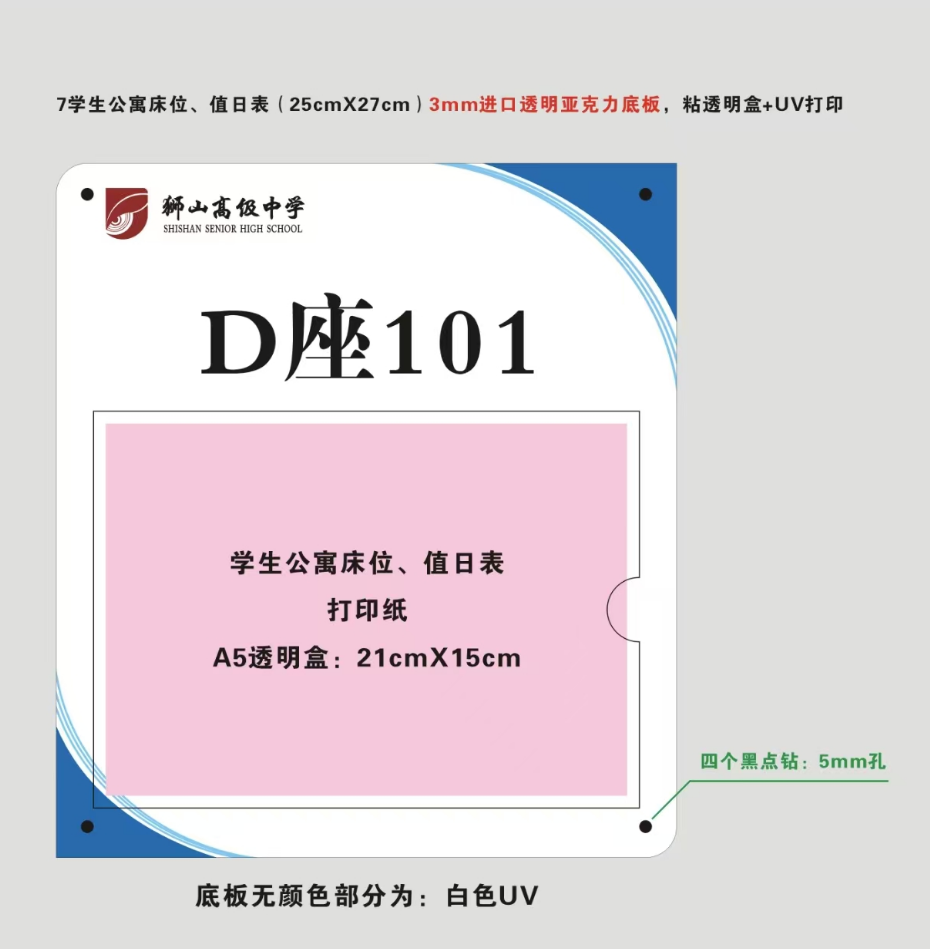 7学生公寓床位、值日表（25cmX27cm）3mm进口透明亚克力底板，粘透明盒+UV打印
狮山高级中学
SHISHAN SENIOR HIGH SCHOOL
D座101
学生公寓床位、值日表
打印纸
A5透明盒：21cmX15cm
四个黑点钻：5mm孔
底板无颜色部分为：白色UV